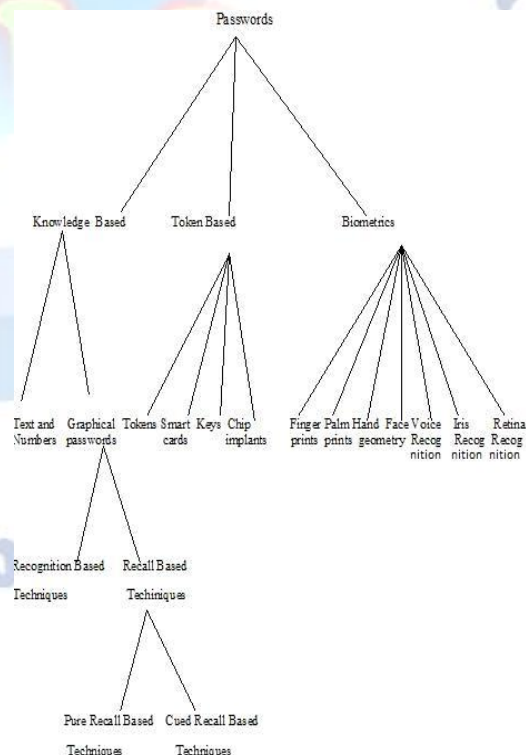 Passwords
Knowledge Based Token Based Biometrics
Text and Graphical Tokens Smart Keys Chip Finger Palm Hand Face Voice Iris Retina
Numbers passwords cards implants prints prints geometry Recog Recog Recog
nition nition nition
Recognition Based Recall Based
Techniques Techiniques
Pure Recall Based Cued Recall Based
Techniques Techniques